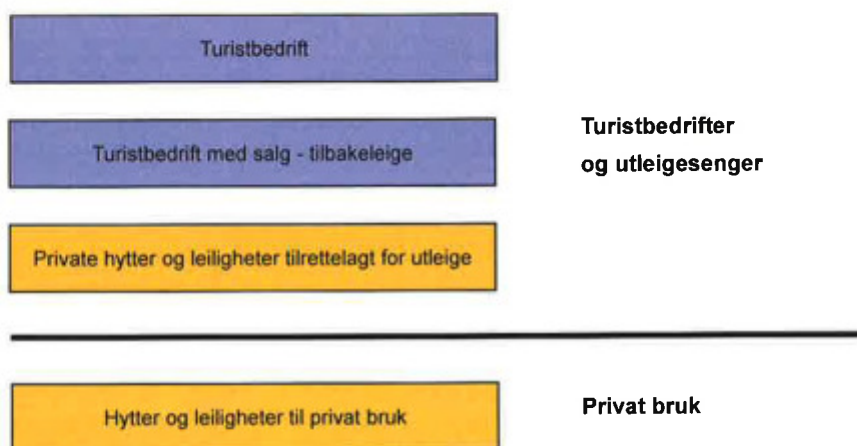 Turistbedrift
Turistbedrift med salg - tilbakeleige
Turistbedrifter
og utleigesenger
Private hytter og leiligheter tilrettelagt for utleige
Hytter og leiligheter til privat bruk
Privat bruk